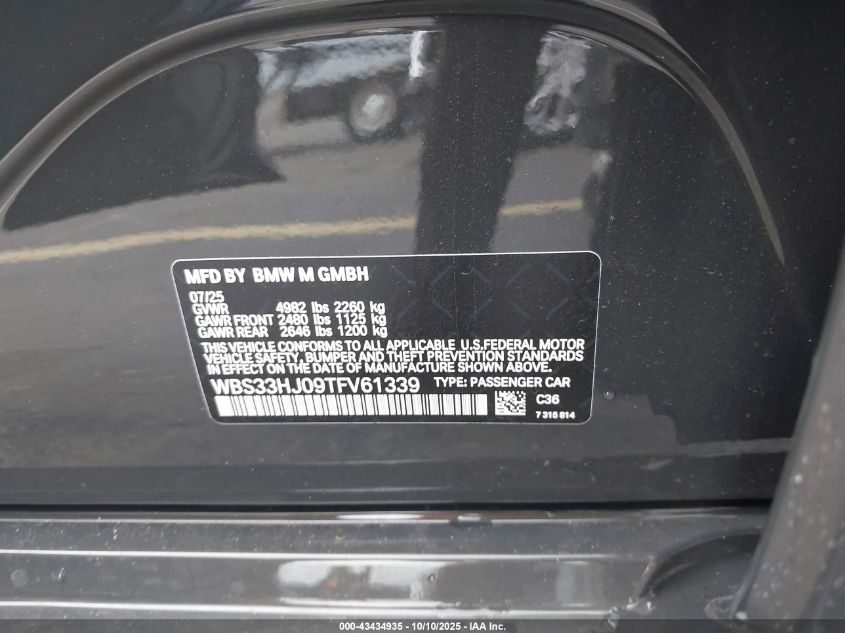 MFD BY BMW M GMBH
07/25
GVWR 4982 lbs 2260 kg
GAWR FRONT 2480 lbs 1125 kg
GAWR REAR 2646 lbs 1200 kg
THIS VEHICLE CONFORMS TO ALL APPLICABLE U.S.FEDERAL MOTOR
VEHICLE SAFETY, BUMPER AND THEFT PREVENTION STANDARDS
IN EFFECT ON THE DATE OF MANUFACTURE SHOWN ABOVE.
WBS33HJ09TFV61339 TYPE: PASSENGER CAR
C36
7 315 814
000-43434935 - 10/10/2025 - IAA Inc.